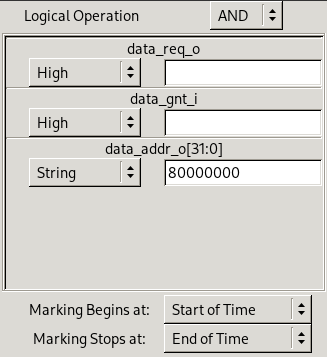 Logical Operation AND
data_req_o
High
data_gnt_i
High
data_addr_o[31:0]
String 80000000
Marking Begins at: Start of Time
Marking Stops at: End of Time